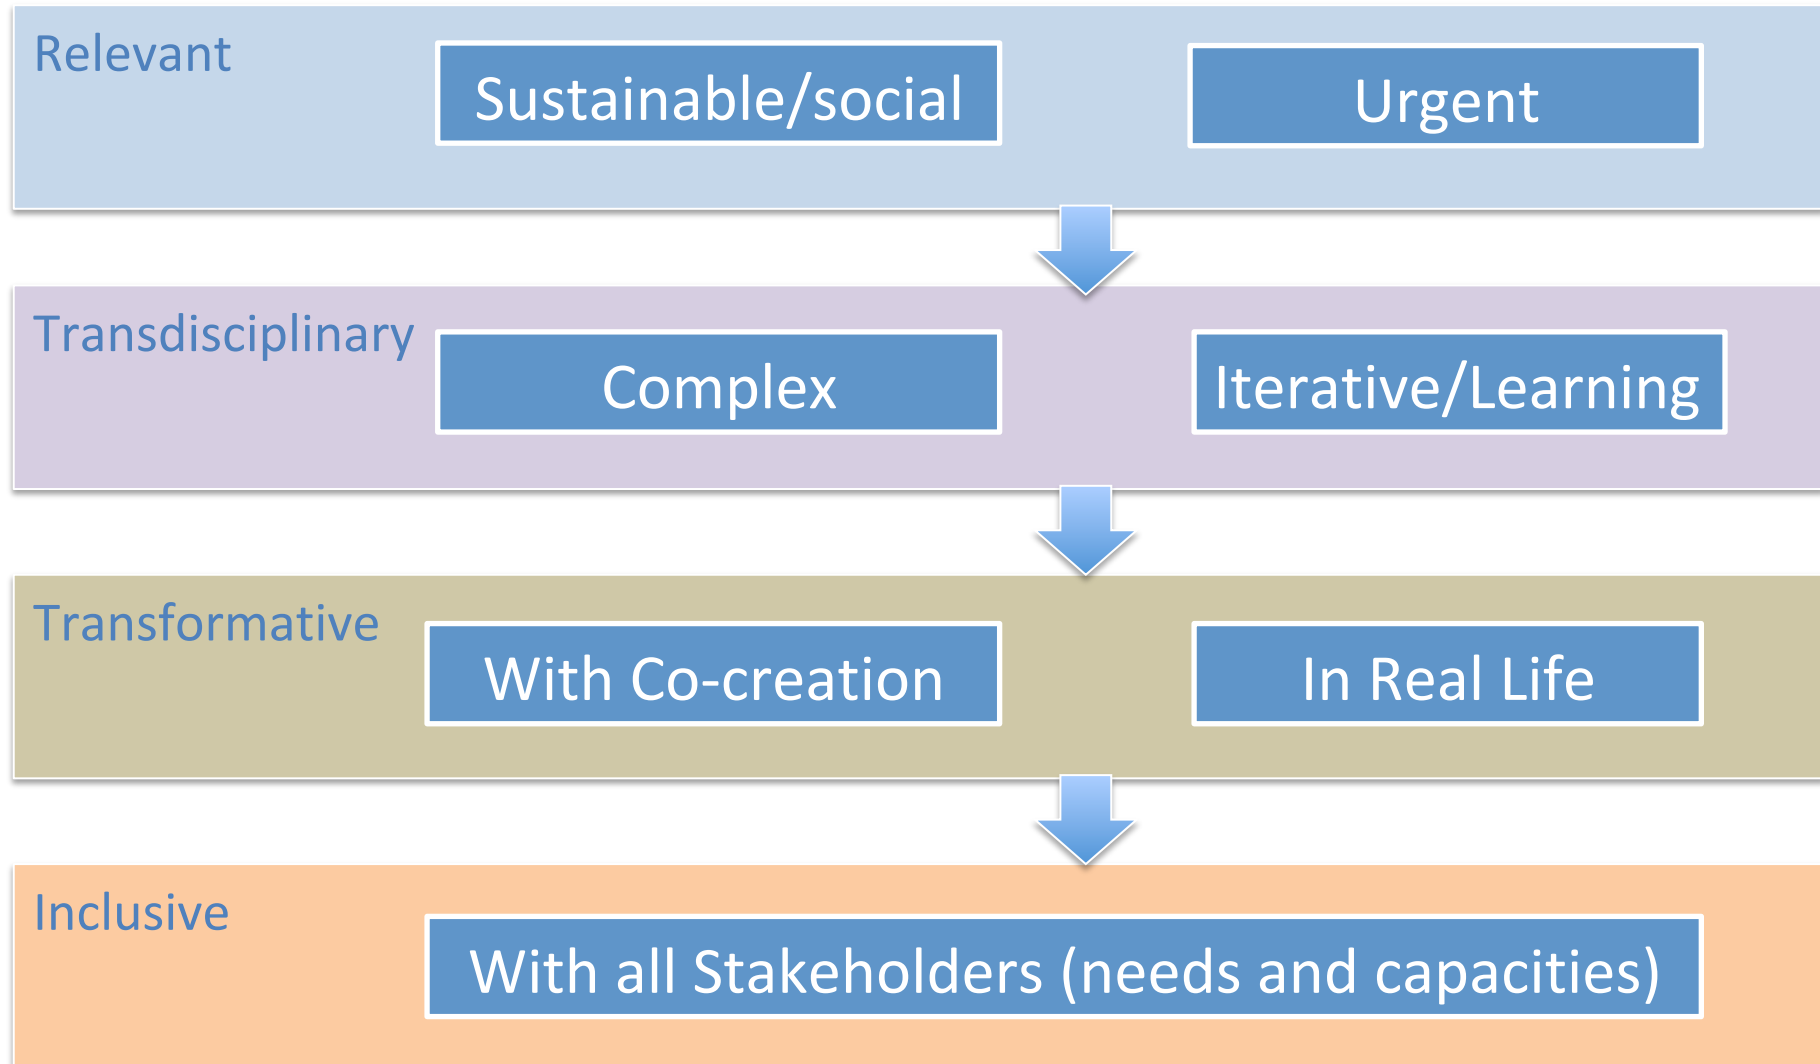 Relevant
Sustainable/social
Urgent
Transdisciplinary
Complex
Iterative/Learning
Transformative
With Co-creation
In Real Life
Inclusive
With all Stakeholders (needs and capacities)